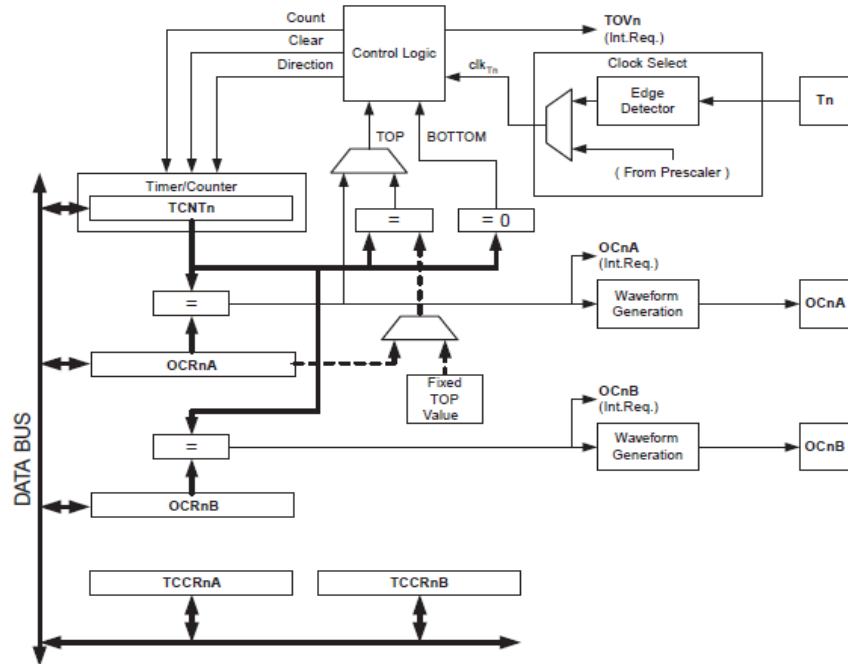 Count
Clear
Direction
Control Logic
TOVn
(Int.Req.)
clkTn
Clock Select
Edge
Detector
Tn
( From Prescaler )
TOP
BOTTOM
Timer/Counter
TCNTn
=
= 0
OCnA
(Int.Req.)
=
Waveform
Generation
OCnA
OCRnA
Fixed
TOP
Value
OCnB
(Int.Req.)
=
Waveform
Generation
OCnB
OCRnB
DATA BUS
TCCRnA
TCCRnB